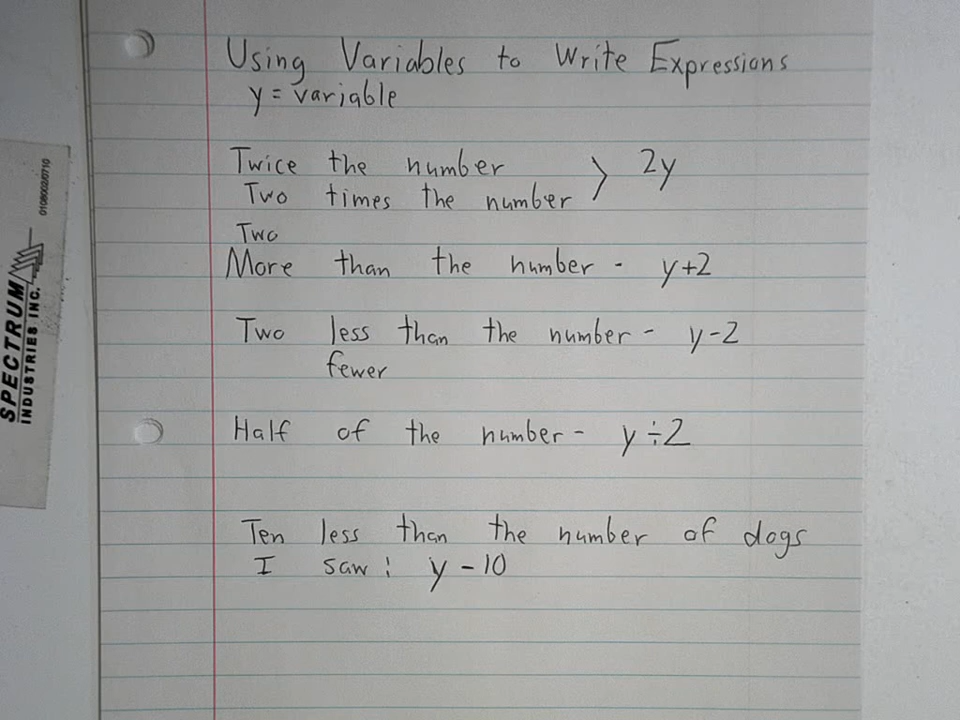 Using Variables to Write Expressions
y = variable
Twice the number > 2y
Two times the number
Two
More than the number - y+2
Two less than the number - y-2
fewer
Half of the number - y÷2
Ten less than the number of dogs
I saw: y-10
SPECTRUM
INDUSTRIES INC.